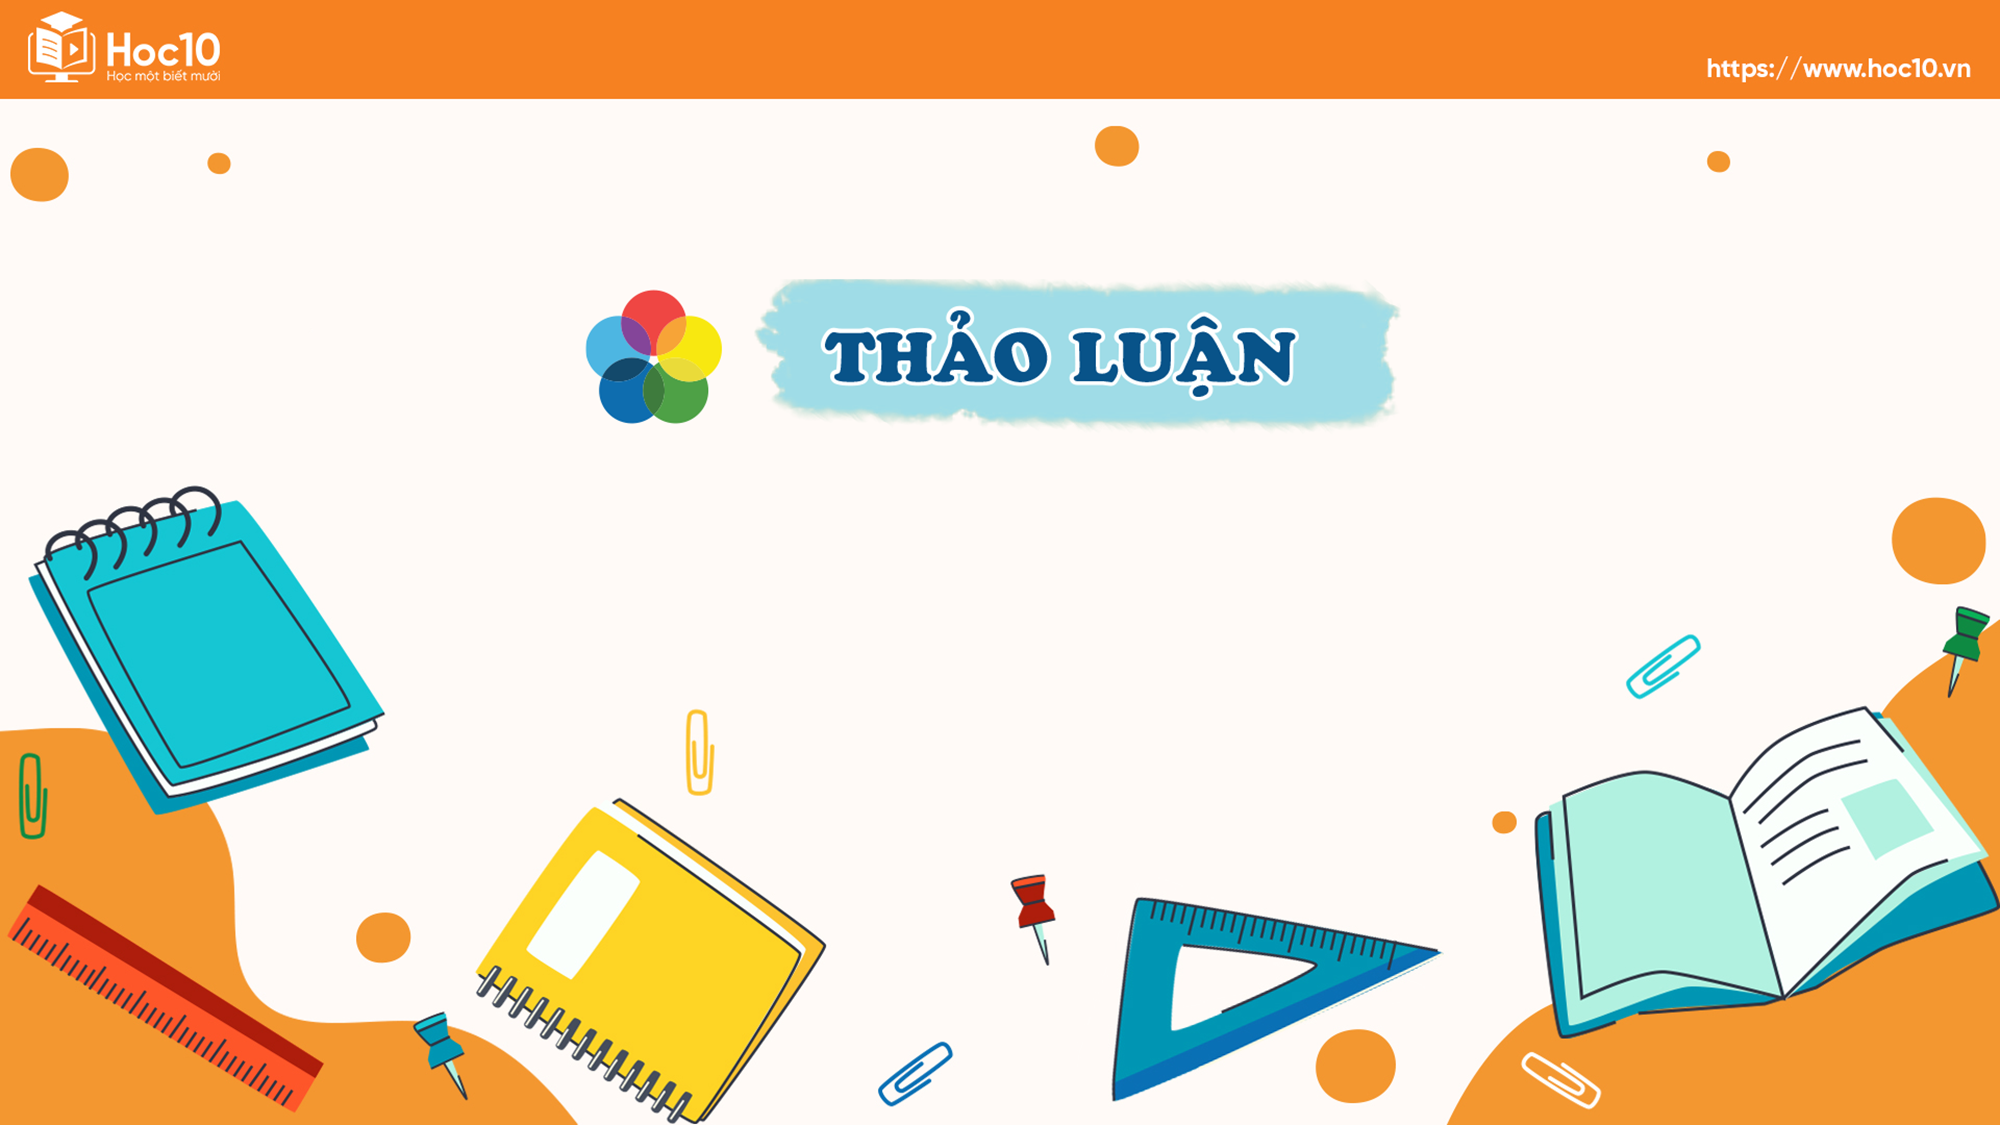 Hoc10
Học một biết mười
https://www.hoc10.vn
THẢO LUẬN